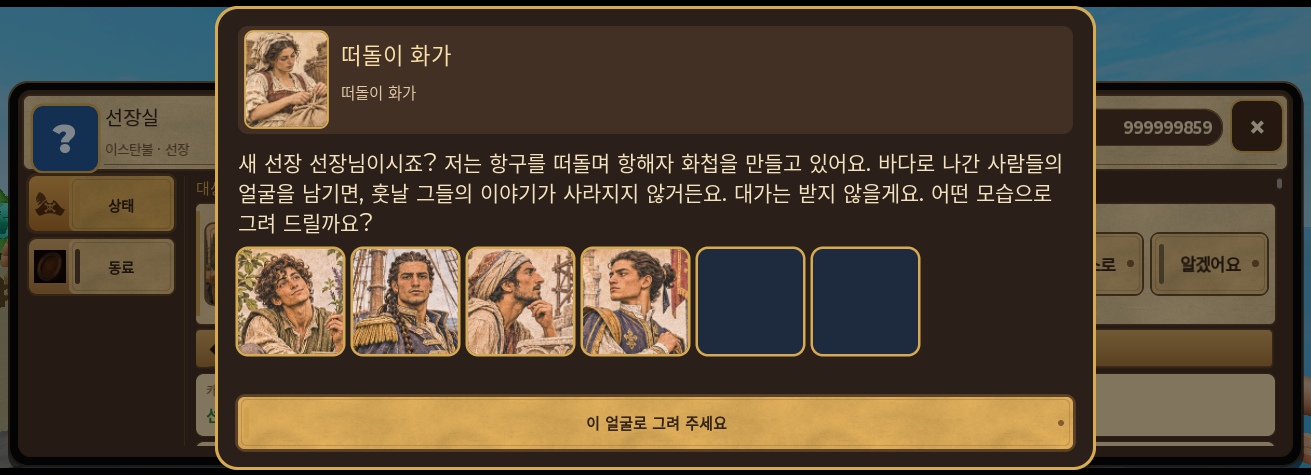 떠돌이 화가
떠돌이 화가
새 선장 선장님이시죠? 저는 항구를 떠돌며 항해자 화첩을 만들고 있어요. 바다로 나간 사람들의
얼굴을 남기면, 훗날 그들의 이야기가 사라지지 않거든요. 대가는 받지 않을게요. 어떤 모습으로
그려 드릴까요?
이 얼굴로 그려 주세요
?
선장실
이스탄불 · 선장
999999859
×
상태
동료
알겠어요